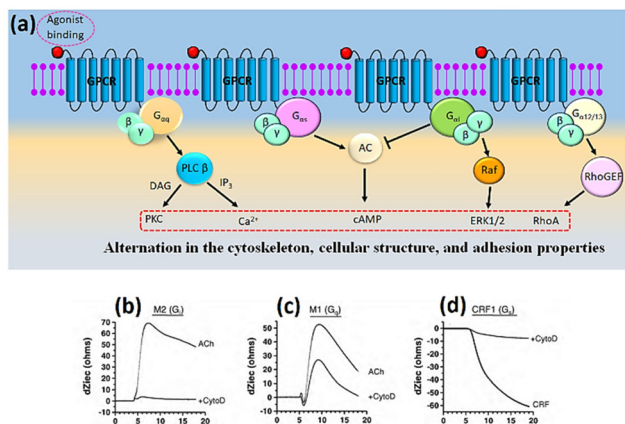 (a)
Agonist
binding
GPCR GPCR GPCR GPCR
β γ Gαq β γ Gαs Gαi β γ β γ Gα12/13
PLC β AC Raf RhoGEF
DAG IP3
PKC Ca2+ cAMP ERK1/2 RhoA
Alternation in the cytoskeleton, cellular structure, and adhesion properties
(b) M2 (Gi)
dZiec (ohms)
70
60
50
40
30
20
10
0
-10
ACh
+CytoD
0 5 10 15 20
(c) M1 (Gq)
dZiec (ohms)
50
40
30
20
10
0
ACh
+CytoD
0 5 10 15 20
(d) CRF1 (Gs)
dZiec (ohms)
0
-10
-20
-30
-40
-50
-60
+CytoD
CRF
0 5 10 15 20